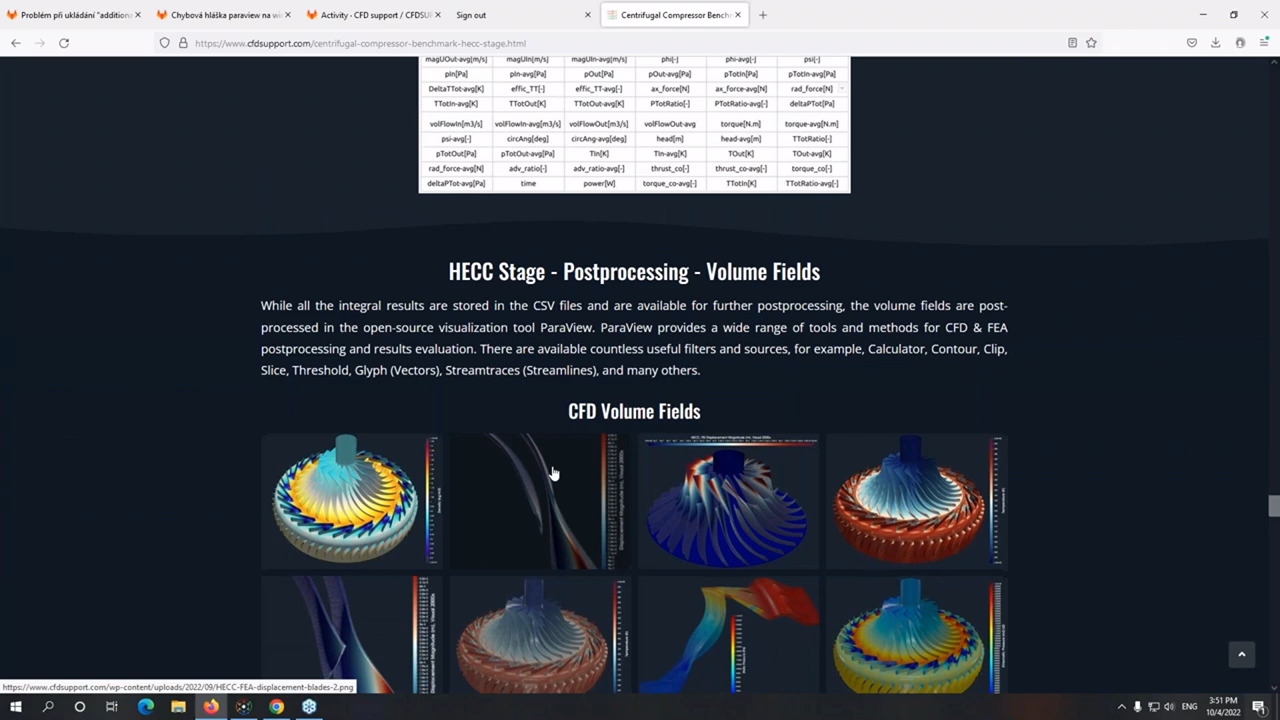 Problém při ukládání "addition
Chybová hláška paraview na wi
Activity · CFD support / CFDSU
Sign out
Centrifugal Compressor Bench
https://www.cfdsupport.com/centrifugal-compressor-benchmark-hecc-stage.html
magUOut-avg[m/s] magUIn[m/s] magUIn-avg[m/s] phi[-] phi-avg[-] psi[-]
pIn[Pa] pIn-avg[Pa] pOut[Pa] pOut-avg[Pa] pTotIn[Pa] pTotIn-avg[Pa]
DeltaTTot-avg[K] effic_TT[-] effic_TT-avg[-] ax_force[N] ax_force-avg[N] rad_force[N]
TTotIn-avg[K] TTotOut[K] TTotOut-avg[K] PTotRatio[-] PTotRatio-avg[-] deltaPTot[Pa]
volFlowIn[m3/s] volFlowIn-avg[m3/s] volFlowOut[m3/s] volFlowOut-avg torque[N.m] torque-avg[N.m]
psi-avg[-] circAng[deg] circAng-avg[deg] head[m] head-avg[m] TTotRatio[-]
pTotOut[Pa] pTotOut-avg[Pa] TIn[K] TIn-avg[K] TOut[K] TOut-avg[K]
rad_force-avg[N] adv_ratio[-] adv_ratio-avg[-] thrust_co[-] thrust_co-avg[-] torque_co[-]
deltaPTot-avg[Pa] time power[W] torque_co-avg[-] TTotIn[K] TTotRatio-avg[-]
HECC Stage - Postprocessing - Volume Fields
While all the integral results are stored in the CSV files and are available for further postprocessing, the volume fields are post-
processed in the open-source visualization tool ParaView. ParaView provides a wide range of tools and methods for CFD & FEA
postprocessing and results evaluation. There are available countless useful filters and sources, for example, Calculator, Contour, Clip,
Slice, Threshold, Glyph (Vectors), Streamtraces (Streamlines), and many others.
CFD Volume Fields
https://www.cfdsupport.com/wp-content/uploads/2022/09/HECC-FEA-displacement-blades-2.png
ENG
3:51 PM
10/4/2022